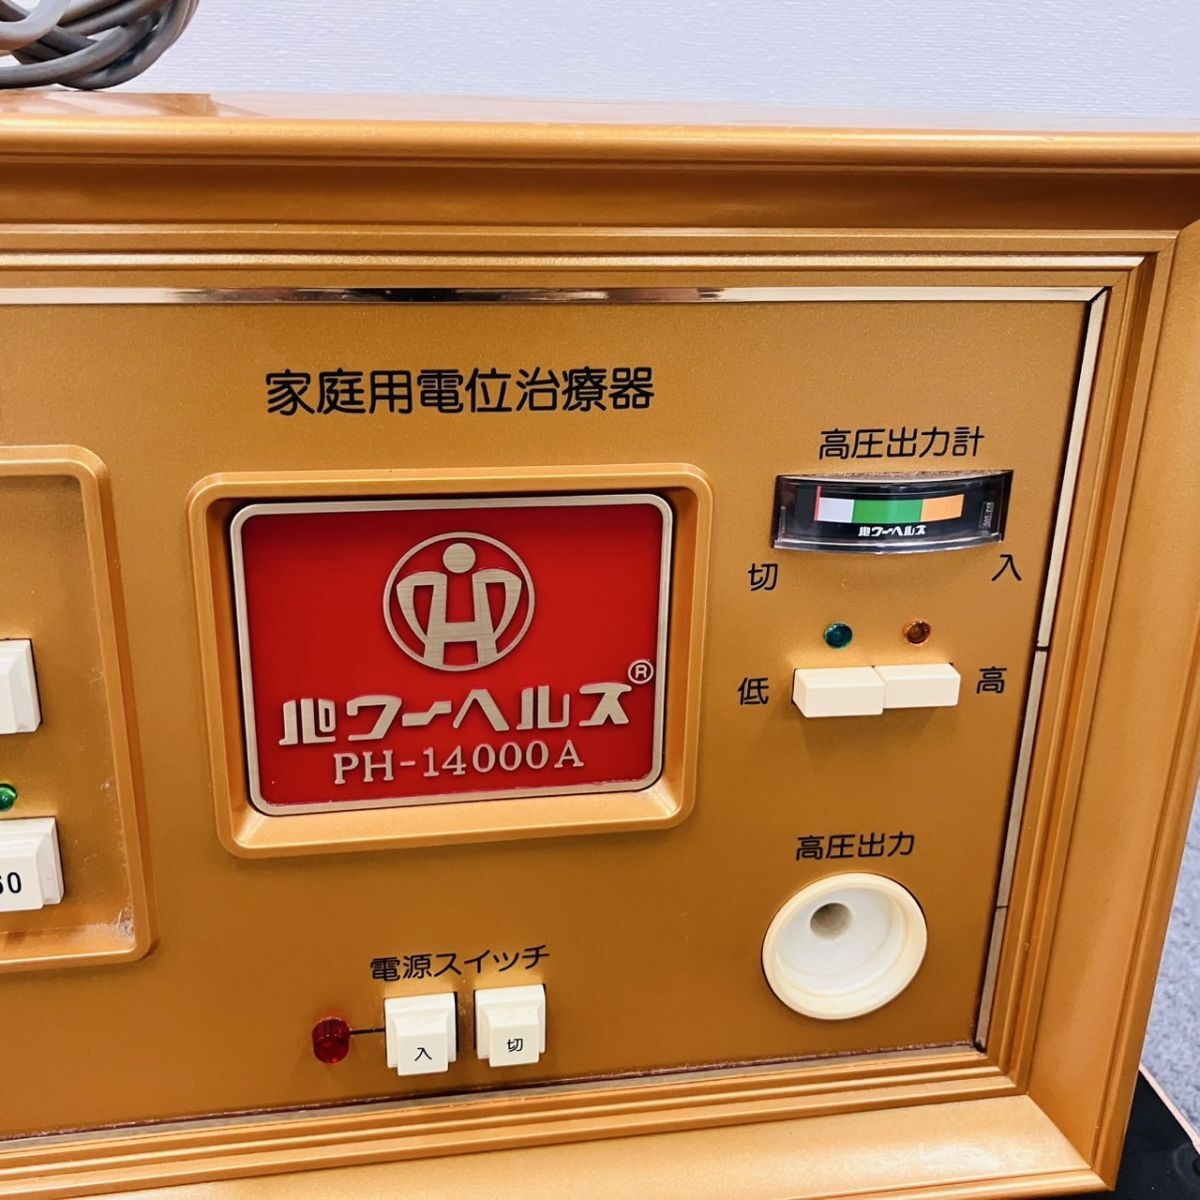 家庭用電位治療器
高圧出力計
パワーヘルス
切
入
低
高
パワーヘルス®
PH-14000A
高圧出力
60
電源スイッチ
入
切